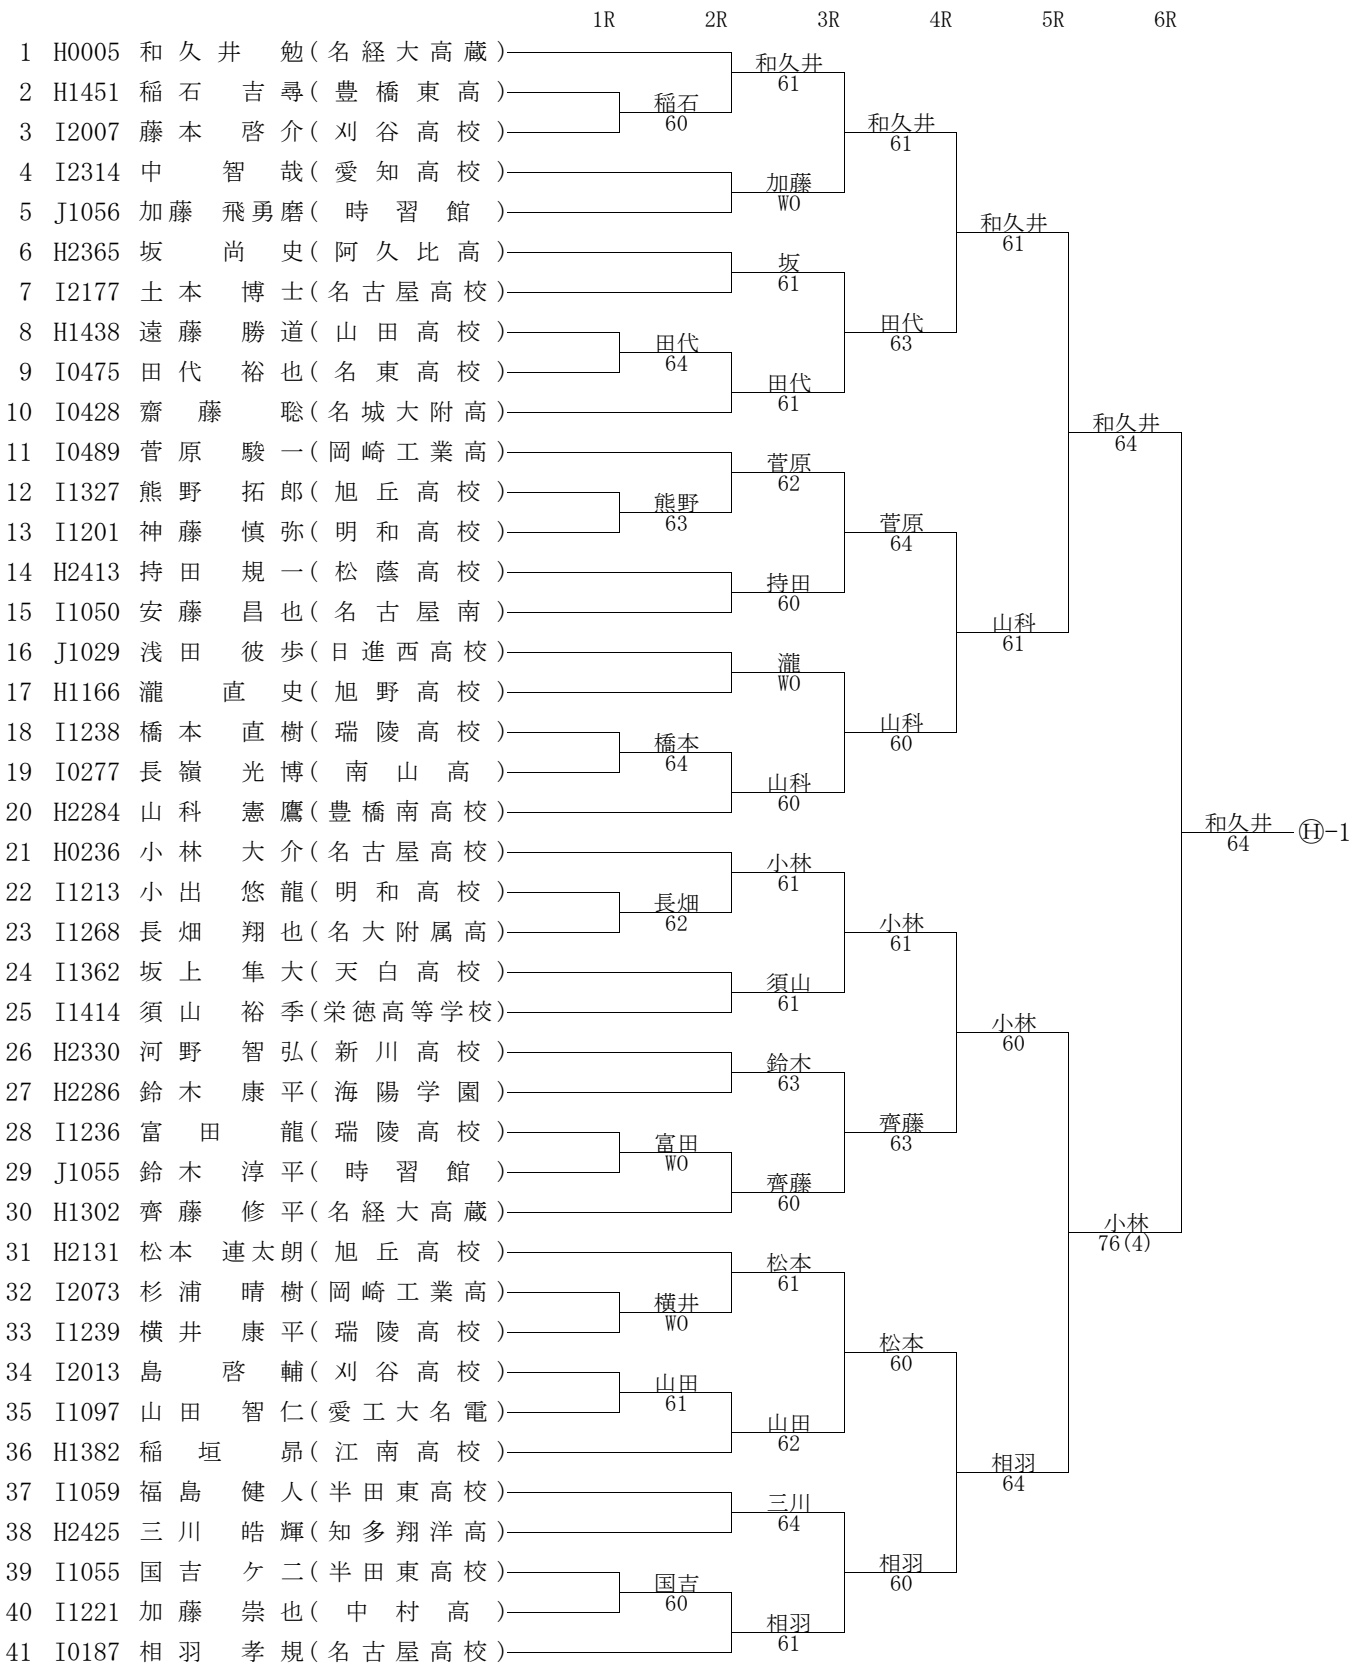 1R 2R 3R 4R 5R 6R
1 H0005 和久井 勉(名経大高蔵)
和久井
61
2 H1451 稲石 吉尋(豊橋東高)
稲石
60
3 I2007 藤本 啓介(刈谷高校)
和久井
61
4 I2314 中 智哉(愛知高校)
加藤
WO
5 J1056 加藤 飛勇磨(時習館)
和久井
61
6 H2365 坂 尚史(阿久比高)
坂
61
7 I2177 土本 博士(名古屋高校)
8 H1438 遠藤 勝道(山田高校)
田代
63
田代
64
9 I0475 田代 裕也(名東高校)
田代
61
10 I0428 齋藤 聡(名城大附高)
和久井
64
11 I0489 菅原 駿一(岡崎工業高)
菅原
62
12 I1327 熊野 拓郎(旭丘高校)
熊野
63
13 I1201 神藤 慎弥(明和高校)
菅原
64
14 H2413 持田 規一(松蔭高校)
持田
60
15 I1050 安藤 昌也(名古屋南)
山科
61
16 J1029 浅田 彼歩(日進西高校)
瀧
WO
17 H1166 瀧 直史(旭野高校)
18 I1238 橋本 直樹(瑞陵高校)
山科
60
橋本
64
19 I0277 長嶺 光博(南山高)
山科
60
20 H2284 山科 憲鷹(豊橋南高校)
和久井
64
Ⓗ-1
21 H0236 小林 大介(名古屋高校)
小林
61
22 I1213 小出 悠龍(明和高校)
長畑
62
23 I1268 長畑 翔也(名大附属高)
小林
61
24 I1362 坂上 隼大(天白高校)
須山
61
25 I1414 須山 裕季(栄徳高等学校)
小林
60
26 H2330 河野 智弘(新川高校)
鈴木
63
27 H2286 鈴木 康平(海陽学園)
28 I1236 富田 龍(瑞陵高校)
齊藤
63
富田
WO
29 J1055 鈴木 淳平(時習館)
齊藤
60
30 H1302 齊藤 修平(名経大高蔵)
小林
76(4)
31 H2131 松本 連太朗(旭丘高校)
松本
61
32 I2073 杉浦 晴樹(岡崎工業高)
横井
WO
33 I1239 横井 康平(瑞陵高校)
松本
60
34 I2013 島 啓輔(刈谷高校)
山田
61
35 I1097 山田 智仁(愛工大名電)
山田
62
36 H1382 稲垣 昴(江南高校)
相羽
64
37 I1059 福島 健人(半田東高校)
三川
64
38 H2425 三川 皓輝(知多翔洋高)
39 I1055 国吉 ケ二(半田東高校)
相羽
60
国吉
60
40 I1221 加藤 崇也(中村高)
相羽
61
41 I0187 相羽 孝規(名古屋高校)